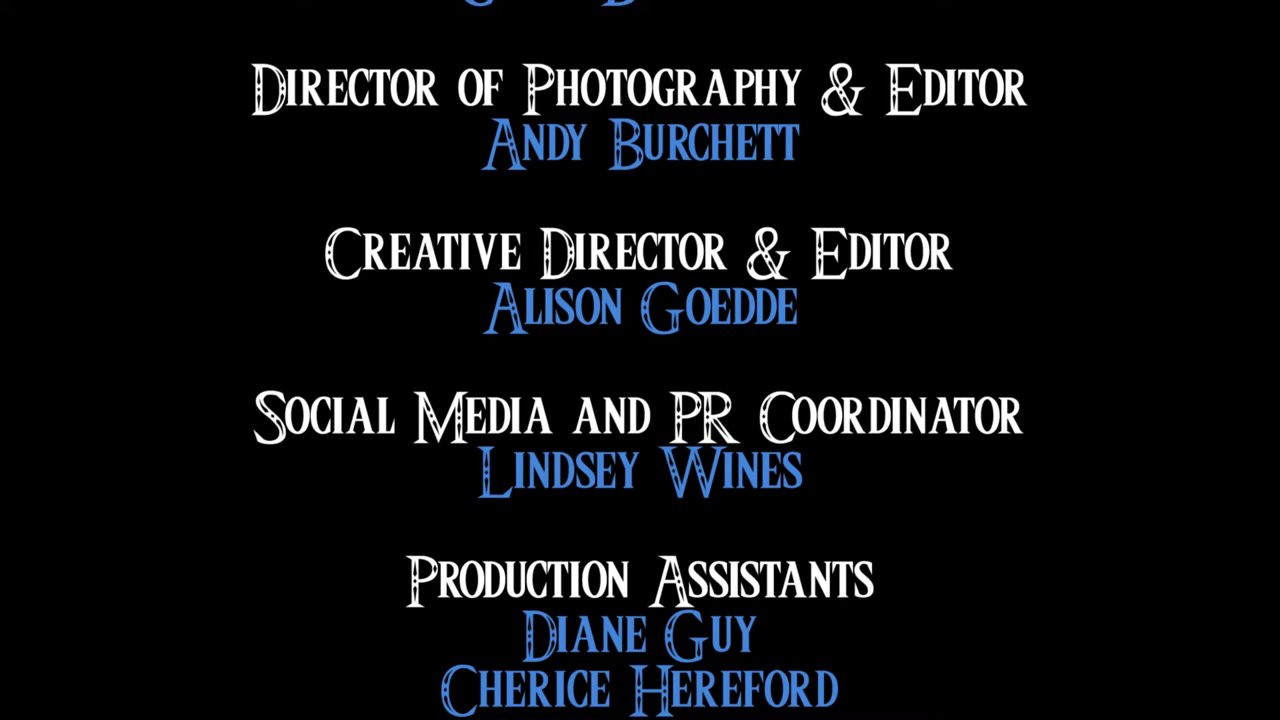 Director of Photography & Editor
Andy Burchett
Creative Director & Editor
Alison Goedde
Social Media and PR Coordinator
Lindsey Wines
Production Assistants
Diane Guy
Cherice Hereford